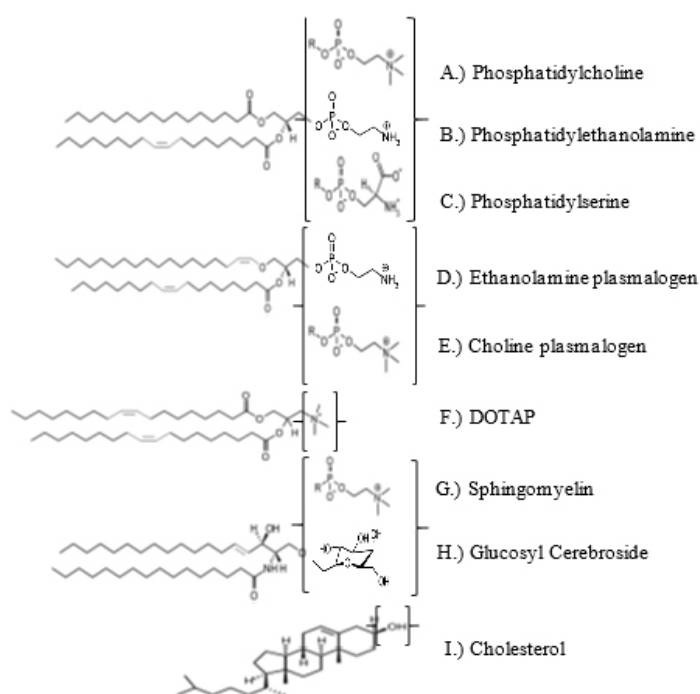 A.) Phosphatidylcholine
B.) Phosphatidylethanolamine
C.) Phosphatidylserine
D.) Ethanolamine plasmalogen
E.) Choline plasmalogen
F.) DOTAP
G.) Sphingomyelin
H.) Glucosyl Cerebroside
I.) Cholesterol